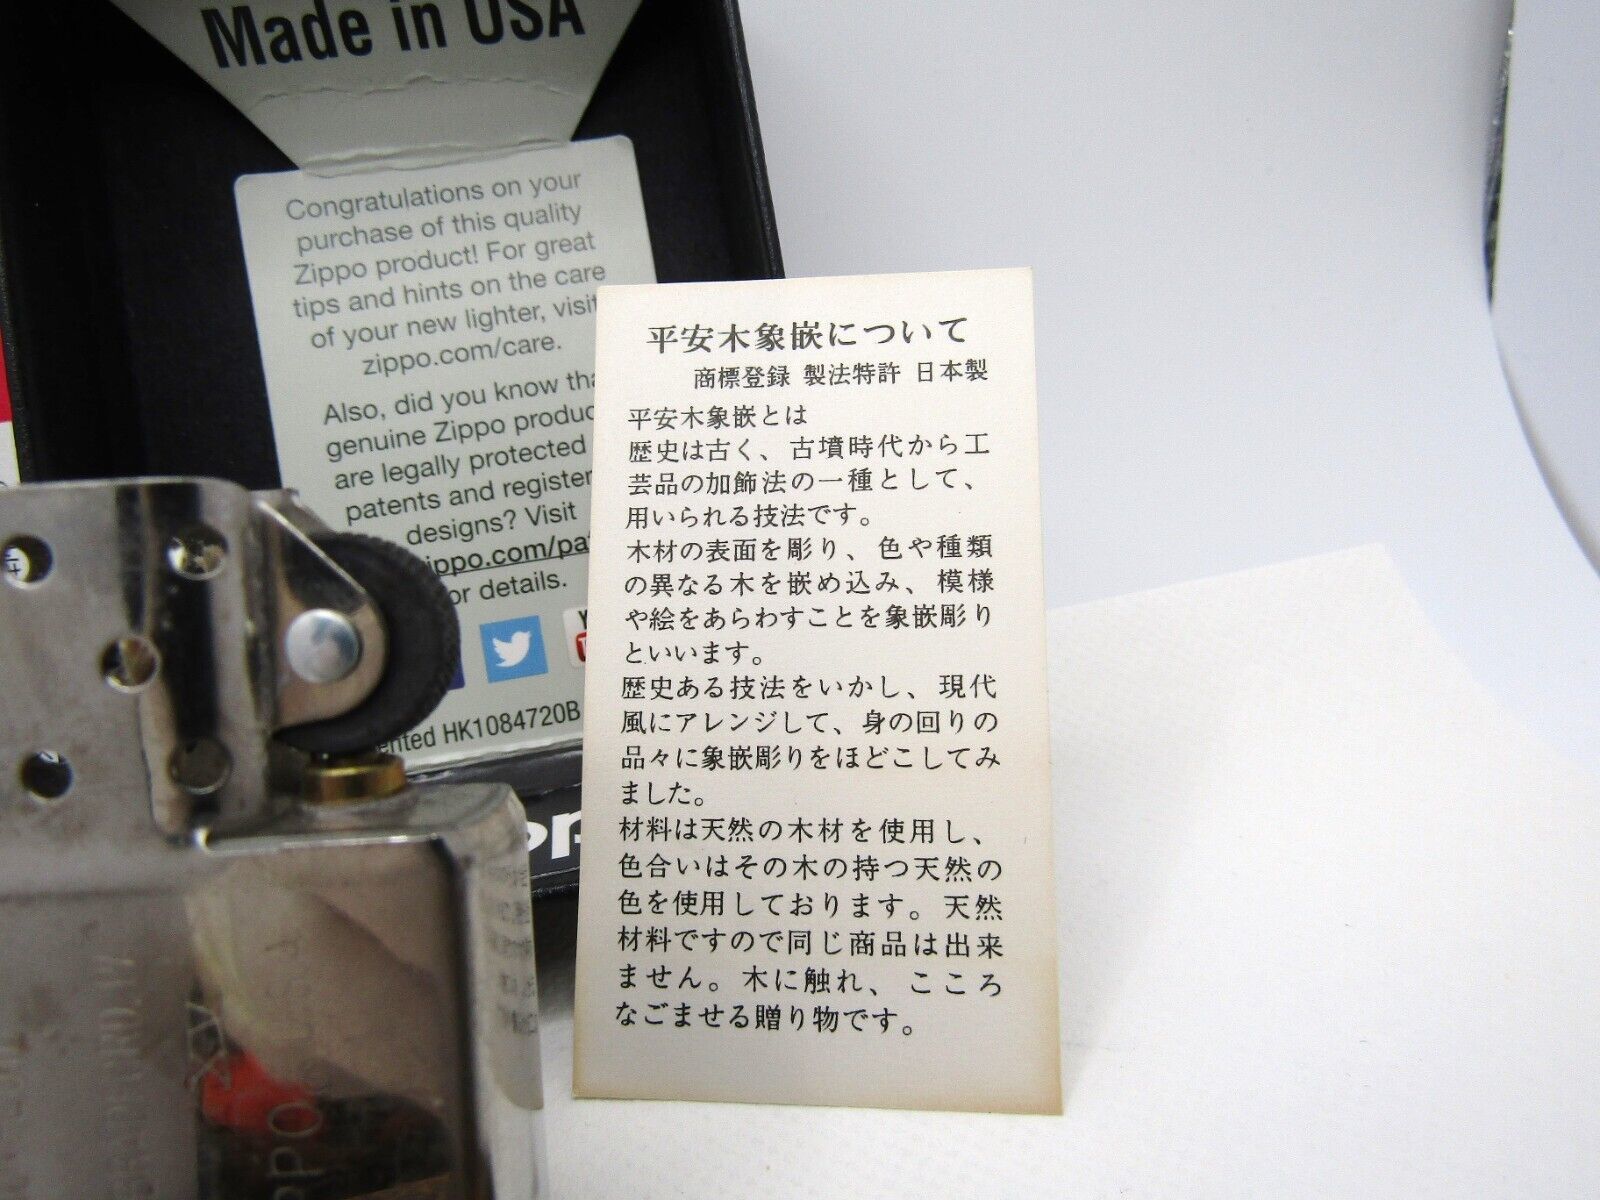 Made in USA
Congratulations on your
purchase of this quality
Zippo product! For great
tips and hints on the care
of your new lighter, visit
zippo.com/care.
Also, did you know tha
genuine Zippo produc
are legally protected
patents and register
designs? Visit
ippo.com/pa
or details.
ented HK1084720B
平安木象嵌について
商標登録 製法特許 日本製
平安木象嵌とは
歴史は古く、古墳時代から工
芸品の加飾法の一種として、
用いられる技法です。
木材の表面を彫り、色や種類
の異なる木を嵌め込み、模様
や絵をあらわすことを象嵌彫り
といいます。
歴史ある技法をいかし、現代
風にアレンジして、身の回りの
品々に象嵌彫りをほどこしてみ
ました。
材料は天然の木材を使用し、
色合いはその木の持つ天然の
色を使用しております。天然
材料ですので同じ商品は出来
ません。木に触れ、こころ
なごませる贈り物です。